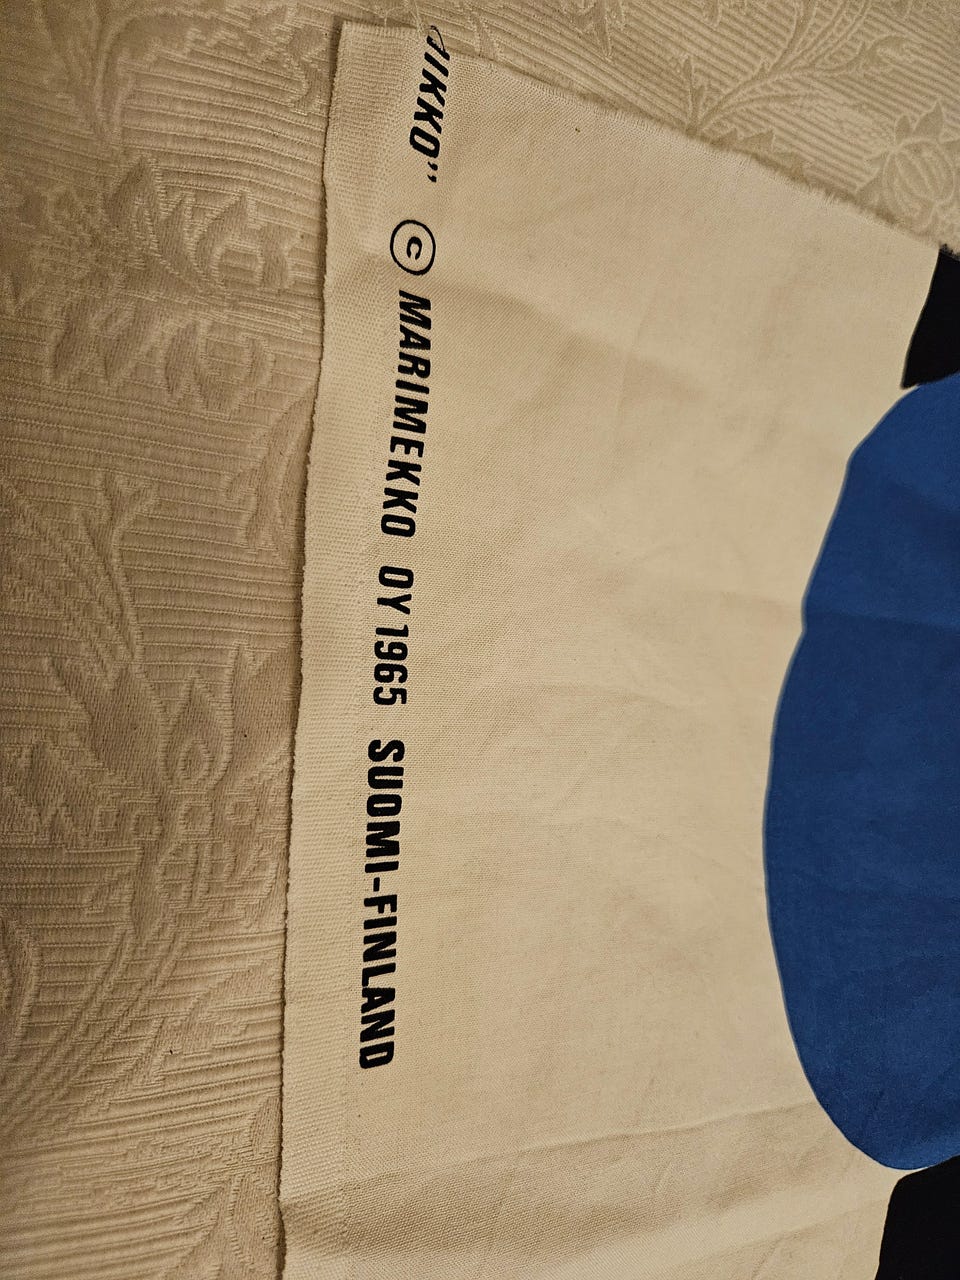 IKKO” © MARIMEKKO OY 1965 SUOMI-FINLAND